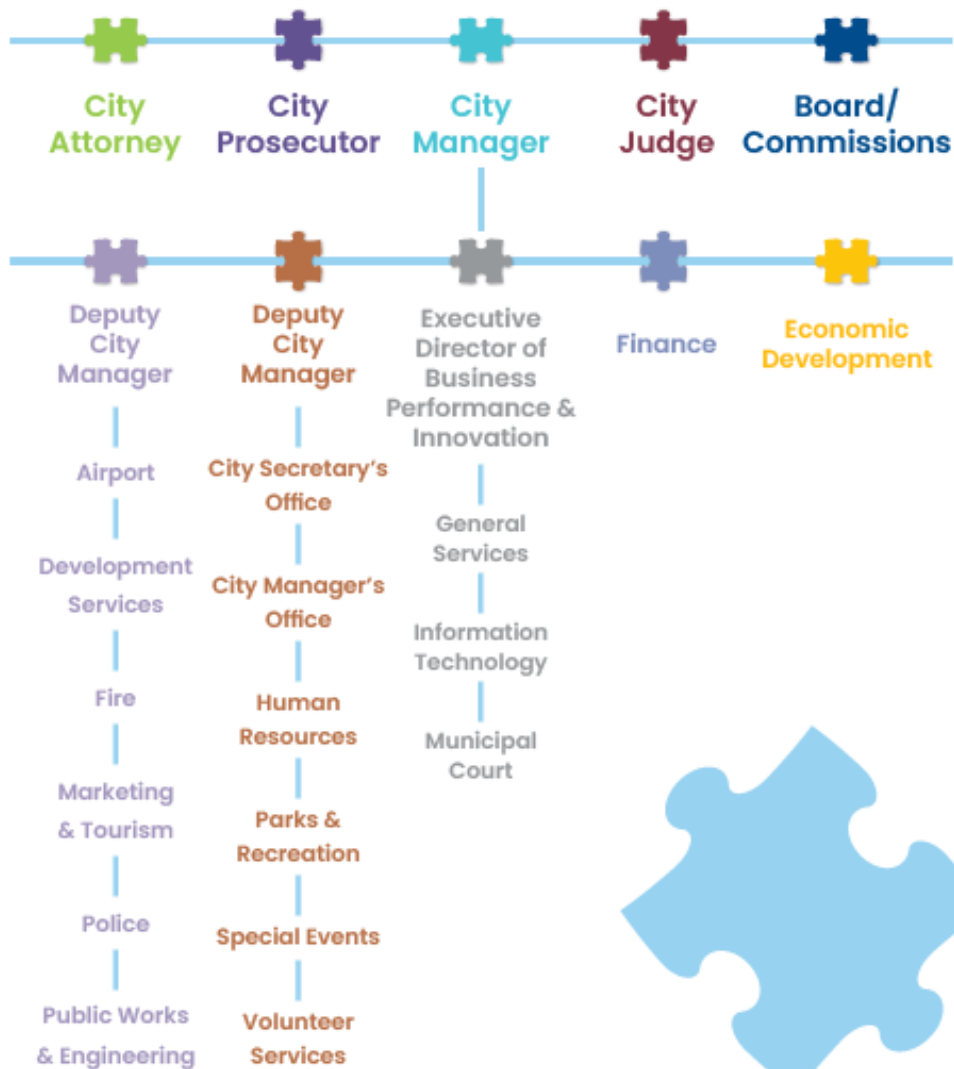 City
Attorney
City
Prosecutor
City
Manager
City
Judge
Board/
Commissions
Deputy
City
Manager
Airport
Development
Services
Fire
Marketing
& Tourism
Police
Public Works
& Engineering
Deputy
City
Manager
City Secretary's
Office
City Manager's
Office
Human
Resources
Parks &
Recreation
Special Events
Volunteer
Services
Executive
Director of
Business
Performance &
Innovation
General
Services
Information
Technology
Municipal
Court
Finance
Economic
Development